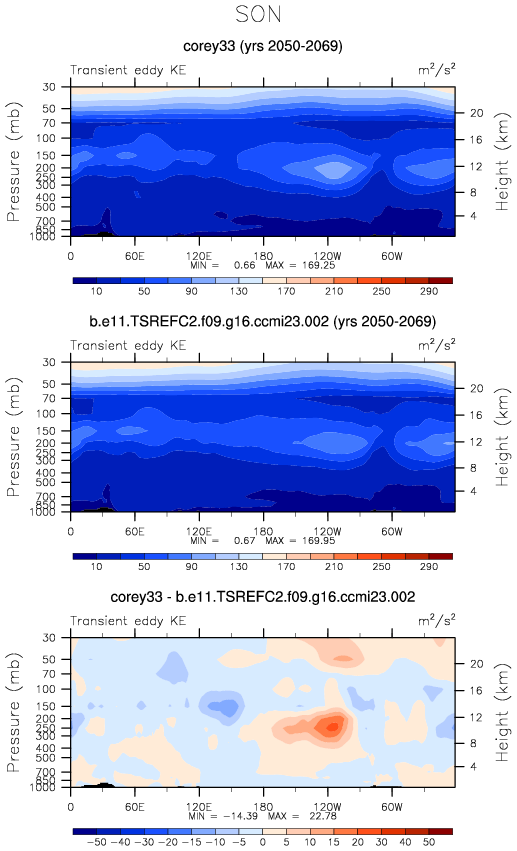 SON
corey33 (yrs 2050-2069)
Transient eddy KE m²/s²
Pressure (mb)
30
50
70
100
150
200
250
300
400
500
700
850
1000
20
16
12
8
4
Height (km)
0 60E 120E 180 120W 60W
MIN = 0.66 MAX = 169.25
10 50 90 130 170 210 250 290
b.e11.TSREFC2.f09.g16.ccmi23.002 (yrs 2050-2069)
Transient eddy KE m²/s²
Pressure (mb)
30
50
70
100
150
200
250
300
400
500
700
850
1000
20
16
12
8
4
Height (km)
0 60E 120E 180 120W 60W
MIN = 0.67 MAX = 169.95
10 50 90 130 170 210 250 290
corey33 - b.e11.TSREFC2.f09.g16.ccmi23.002
Transient eddy KE m²/s²
Pressure (mb)
30
50
70
100
150
200
250
300
400
500
700
850
1000
20
16
12
8
4
Height (km)
0 60E 120E 180 120W 60W
MIN = -14.39 MAX = 22.78
-50 -40 -30 -20 -15 -10 -5 0 5 10 15 20 30 40 50